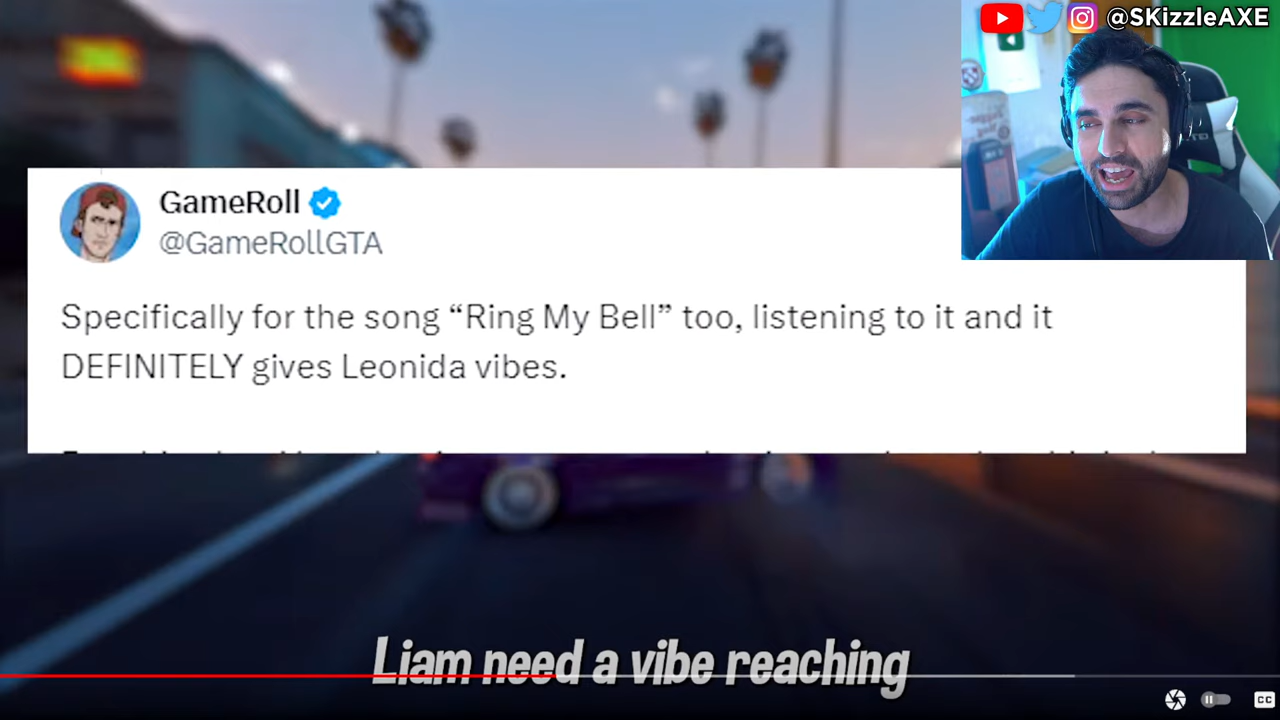 @SKizzleAXE
GameRoll
@GameRollGTA
Specifically for the song “Ring My Bell” too, listening to it and it
DEFINITELY gives Leonida vibes.
Liam need a vibe reaching
CC